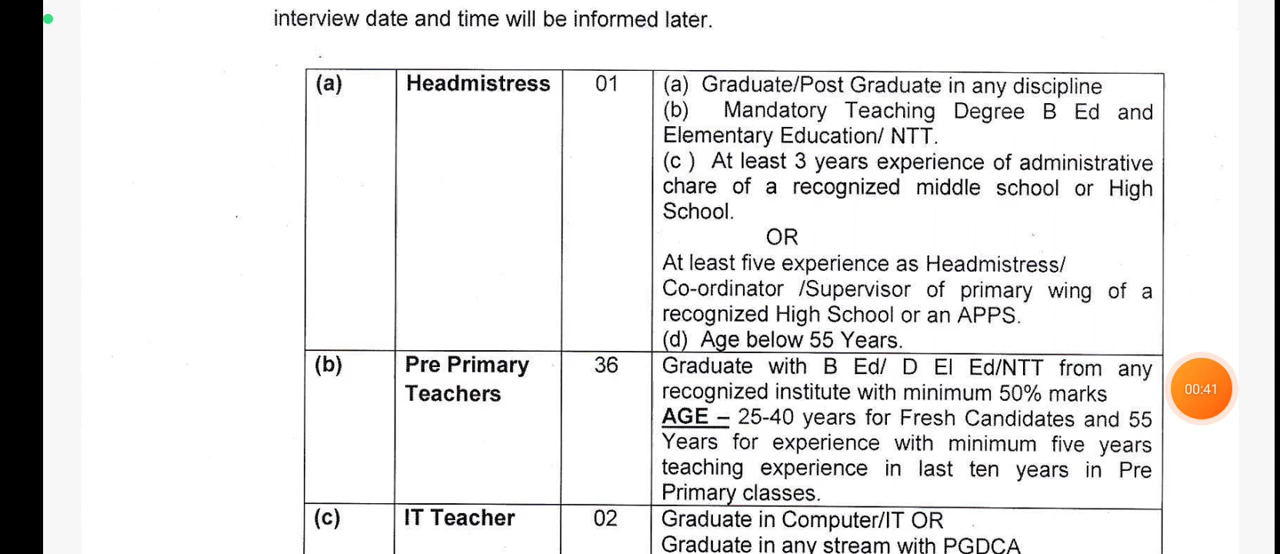 interview date and time will be informed later.
(a) Headmistress 01 (a) Graduate/Post Graduate in any discipline
(b) Mandatory Teaching Degree B Ed and
Elementary Education/ NTT.
(c ) At least 3 years experience of administrative
chare of a recognized middle school or High
School.
OR
At least five experience as Headmistress/
Co-ordinator /Supervisor of primary wing of a
recognized High School or an APPS.
(d) Age below 55 Years.
(b) Pre Primary 36 Graduate with B Ed/ D El Ed/NTT from any
Teachers recognized institute with minimum 50% marks
AGE – 25-40 years for Fresh Candidates and 55
Years for experience with minimum five years
teaching experience in last ten years in Pre
Primary classes.
(c) IT Teacher 02 Graduate in Computer/IT OR
Graduate in any stream with PGDCA
00:41